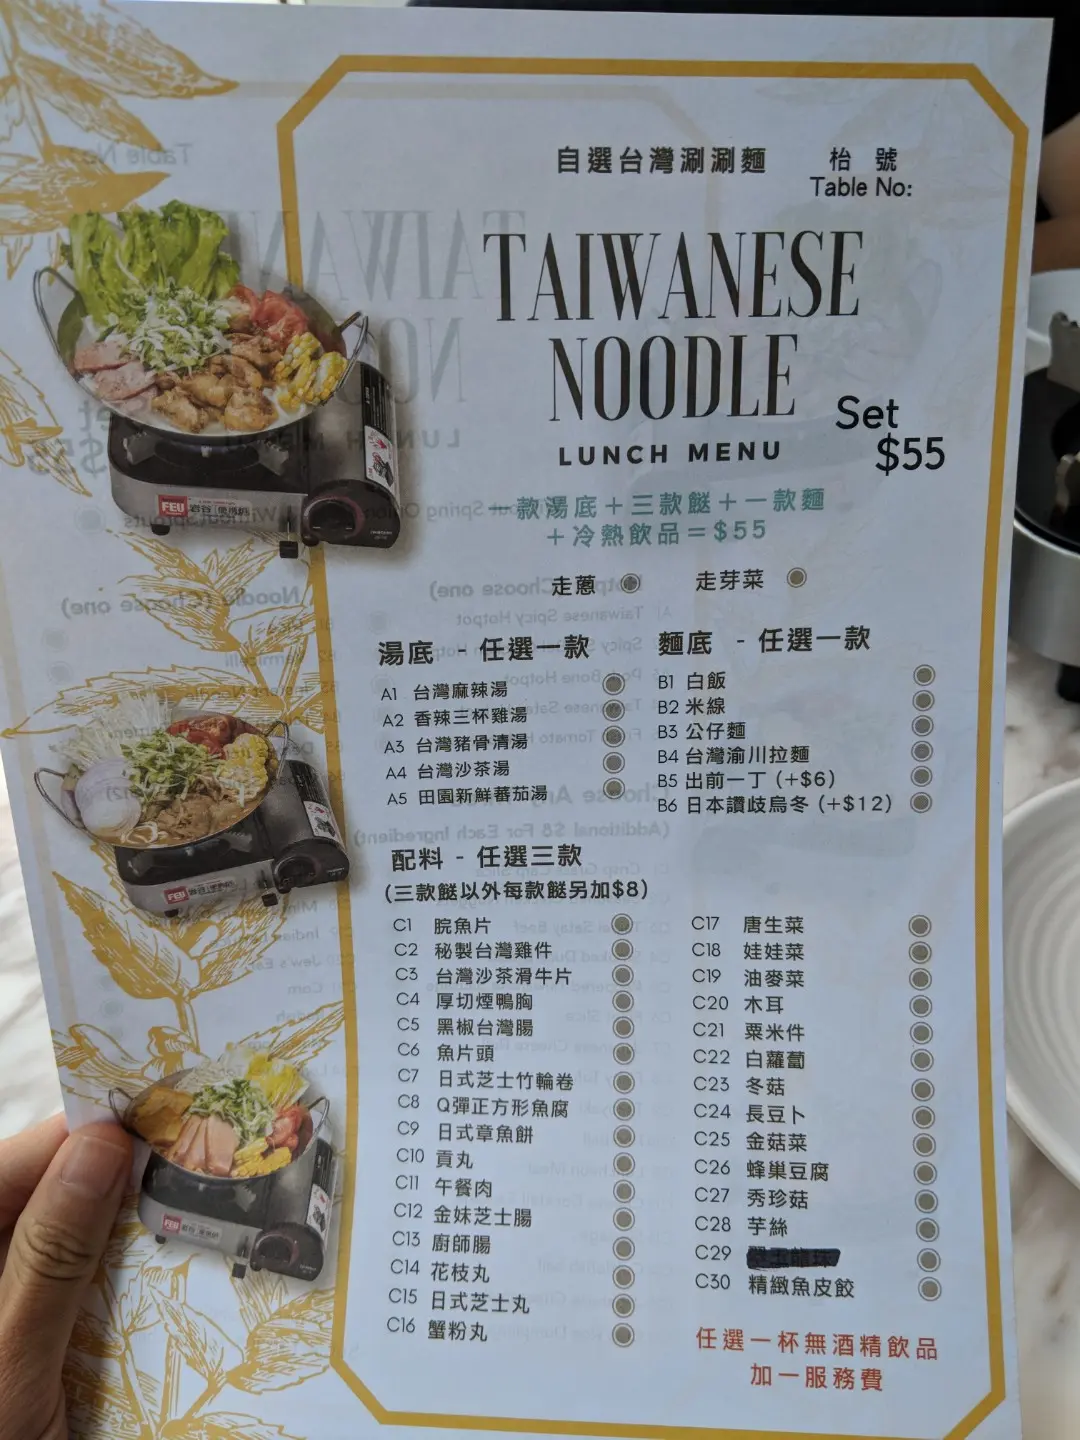 自選台灣涮涮麵
枱 號
Table No:
TAIWANESE
NOODLE
LUNCH MENU
Set
$55
一款湯底＋三款餸＋一款麵
＋冷熱飲品＝$55
走蔥
走芽菜
湯底 - 任選一款
A1 台灣麻辣湯
A2 香辣三杯雞湯
A3 台灣豬骨清湯
A4 台灣沙茶湯
A5 田園新鮮蕃茄湯
麵底 - 任選一款
B1 白飯
B2 米線
B3 公仔麵
B4 台灣渝川拉麵
B5 出前一丁 (+$6)
B6 日本讚歧烏冬 (+$12)
配料 - 任選三款
(三款餸以外每款餸另加$8)
C1 脘魚片
C2 秘製台灣雞件
C3 台灣沙茶滑牛片
C4 厚切煙鴨胸
C5 黑椒台灣腸
C6 魚片頭
C7 日式芝士竹輪卷
C8 Q彈正方形魚腐
C9 日式章魚餅
C10 貢丸
C11 午餐肉
C12 金妹芝士腸
C13 廚師腸
C14 花枝丸
C15 日式芝士丸
C16 蟹粉丸
C17 唐生菜
C18 娃娃菜
C19 油麥菜
C20 木耳
C21 粟米件
C22 白蘿蔔
C23 冬菇
C24 長豆卜
C25 金菇菜
C26 蜂巢豆腐
C27 秀珍菇
C28 芋絲
C29
C30 精緻魚皮餃
任選一杯無酒精飲品
加一服務費
FEU
FEU
FEU